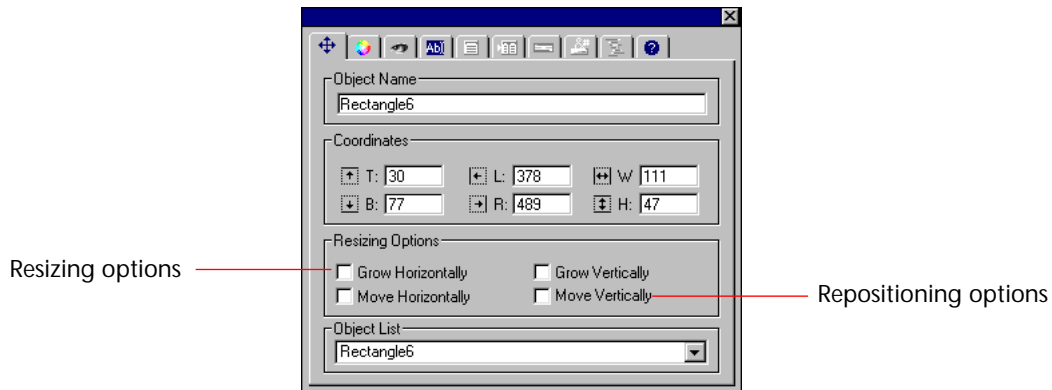 Ab
?
Object Name
Rectangle6
Coordinates
T: 30 L: 378 W 111
B: 77 R: 489 H: 47
Resizing Options
Grow Horizontally Grow Vertically
Move Horizontally Move Vertically
Resizing options
Repositioning options
Object List
Rectangle6